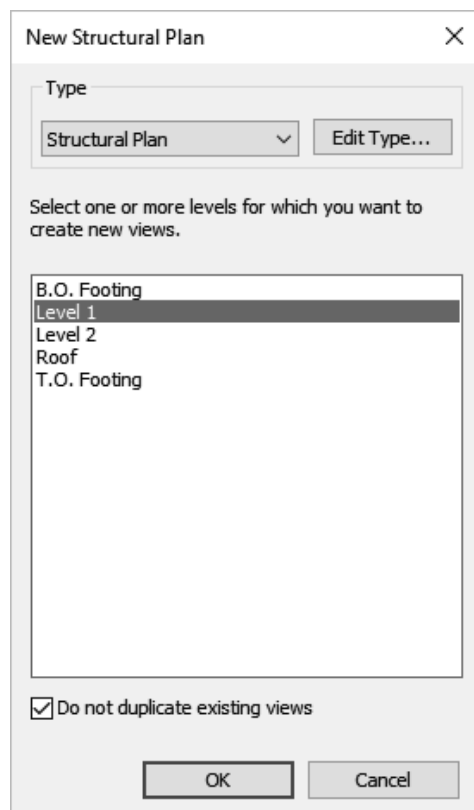 New Structural Plan
Type
Structural Plan
Edit Type...
Select one or more levels for which you want to
create new views.
B.O. Footing
Level 1
Level 2
Roof
T.O. Footing
Do not duplicate existing views
OK
Cancel